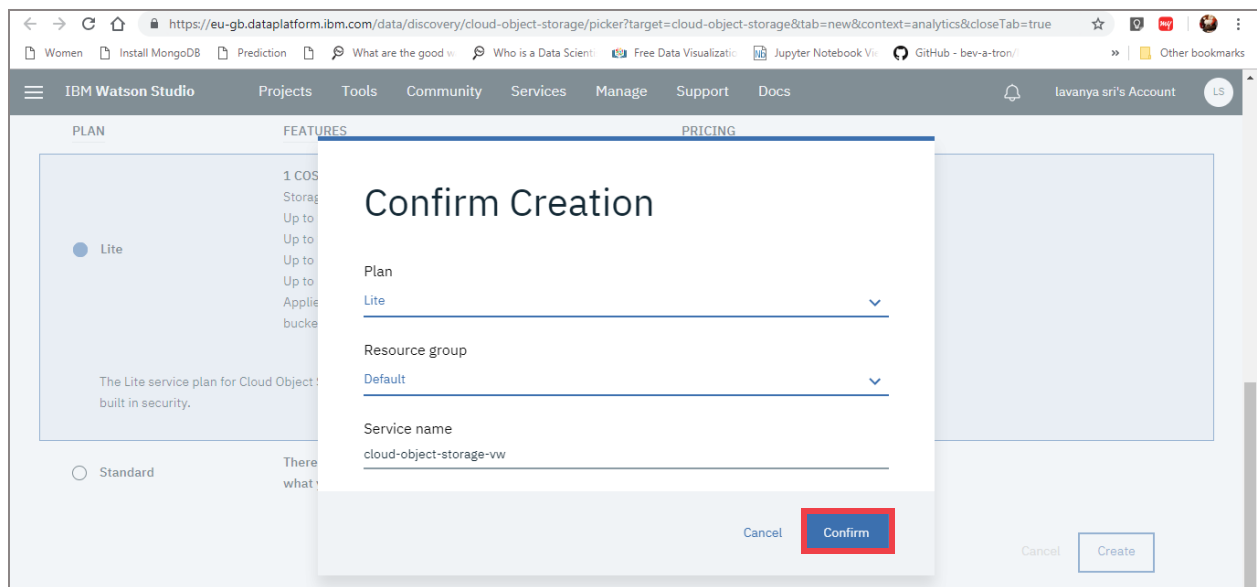 https://eu-gb.dataplatform.ibm.com/data/discovery/cloud-object-storage/picker?target=cloud-object-storage&tab=new&context=analytics&closeTab=true
Women Install MongoDB Prediction What are the good w Who is a Data Scienti Free Data Visualizatio Jupyter Notebook Vie GitHub - bev-a-tron/ » Other bookmarks
IBM Watson Studio Projects Tools Community Services Manage Support Docs lavanya sri's Account LS
PLAN FEATURES PRICING
1 COS
Storag
Up to
Up to
Up to
Up to
Applie
bucke
Lite
The Lite service plan for Cloud Object S
built in security.
Standard
There
what
Confirm Creation
Plan
Lite
Resource group
Default
Service name
cloud-object-storage-vw
Cancel Confirm
Cancel Create